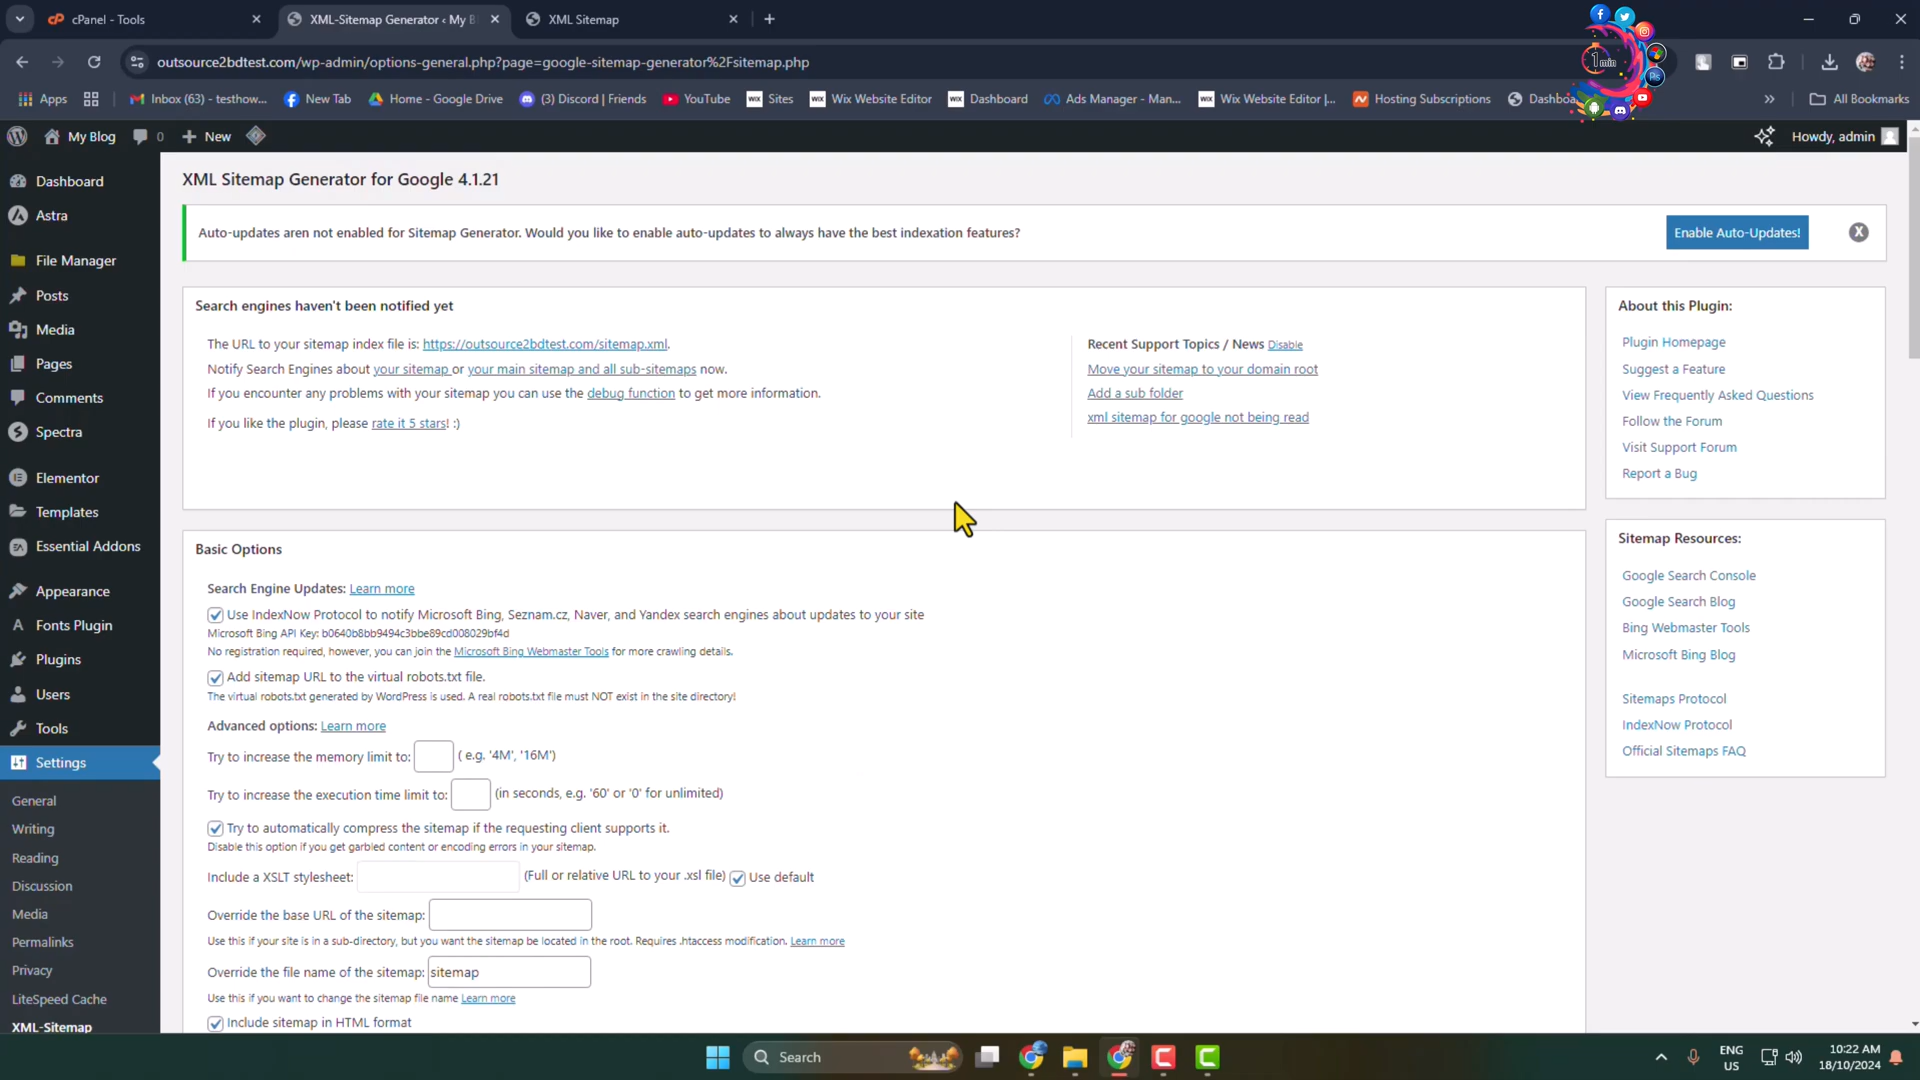 cPanel - Tools
XML-Sitemap Generator ‹ My B
XML Sitemap
outsource2bdtest.com/wp-admin/options-general.php?page=google-sitemap-generator%2Fsitemap.php
1min
Ps
Apps
Inbox (63) - testhow...
New Tab
Home - Google Drive
(3) Discord | Friends
YouTube
WIX Sites
WIX Wix Website Editor
WIX Dashboard
Ads Manager - Man...
WIX Wix Website Editor |...
Hosting Subscriptions
All Bookmarks
My Blog
0
New
Howdy, admin
Dashboard
Astra
File Manager
Posts
Media
Pages
Comments
Spectra
Elementor
Templates
Essential Addons
Appearance
Fonts Plugin
Plugins
Users
Tools
Settings
General
Writing
Reading
Discussion
Media
Permalinks
Privacy
LiteSpeed Cache
XML-Sitemap
XML Sitemap Generator for Google 4.1.21
Auto-updates aren not enabled for Sitemap Generator. Would you like to enable auto-updates to always have the best indexation features?
Enable Auto-Updates!
X
Search engines haven't been notified yet
The URL to your sitemap index file is: https://outsource2bdtest.com/sitemap.xml.
Notify Search Engines about your sitemap or your main sitemap and all sub-sitemaps now.
If you encounter any problems with your sitemap you can use the debug function to get more information.
If you like the plugin, please rate it 5 stars! :)
Recent Support Topics / News Disable
Move your sitemap to your domain root
Add a sub folder
xml sitemap for google not being read
Basic Options
Search Engine Updates: Learn more
Use IndexNow Protocol to notify Microsoft Bing, Seznam.cz, Naver, and Yandex search engines about updates to your site
Microsoft Bing API Key: b0640b8bb9494c3bbe89cd008029bf4d
No registration required, however, you can join the Microsoft Bing Webmaster Tools for more crawling details.
Add sitemap URL to the virtual robots.txt file.
The virtual robots.txt generated by WordPress is used. A real robots.txt file must NOT exist in the site directory!
Advanced options: Learn more
Try to increase the memory limit to: ( e.g. '4M', '16M')
Try to increase the execution time limit to: (in seconds, e.g. '60' or '0' for unlimited)
Try to automatically compress the sitemap if the requesting client supports it.
Disable this option if you get garbled content or encoding errors in your sitemap.
Include a XSLT stylesheet: (Full or relative URL to your .xsl file) Use default
Override the base URL of the sitemap:
Use this if your site is in a sub-directory, but you want the sitemap be located in the root. Requires .htaccess modification. Learn more
Override the file name of the sitemap: sitemap
Use this if you want to change the sitemap file name Learn more
Include sitemap in HTML format
About this Plugin:
Plugin Homepage
Suggest a Feature
View Frequently Asked Questions
Follow the Forum
Visit Support Forum
Report a Bug
Sitemap Resources:
Google Search Console
Google Search Blog
Bing Webmaster Tools
Microsoft Bing Blog
Sitemaps Protocol
IndexNow Protocol
Official Sitemaps FAQ
Search
ENG
US
10:22 AM
18/10/2024